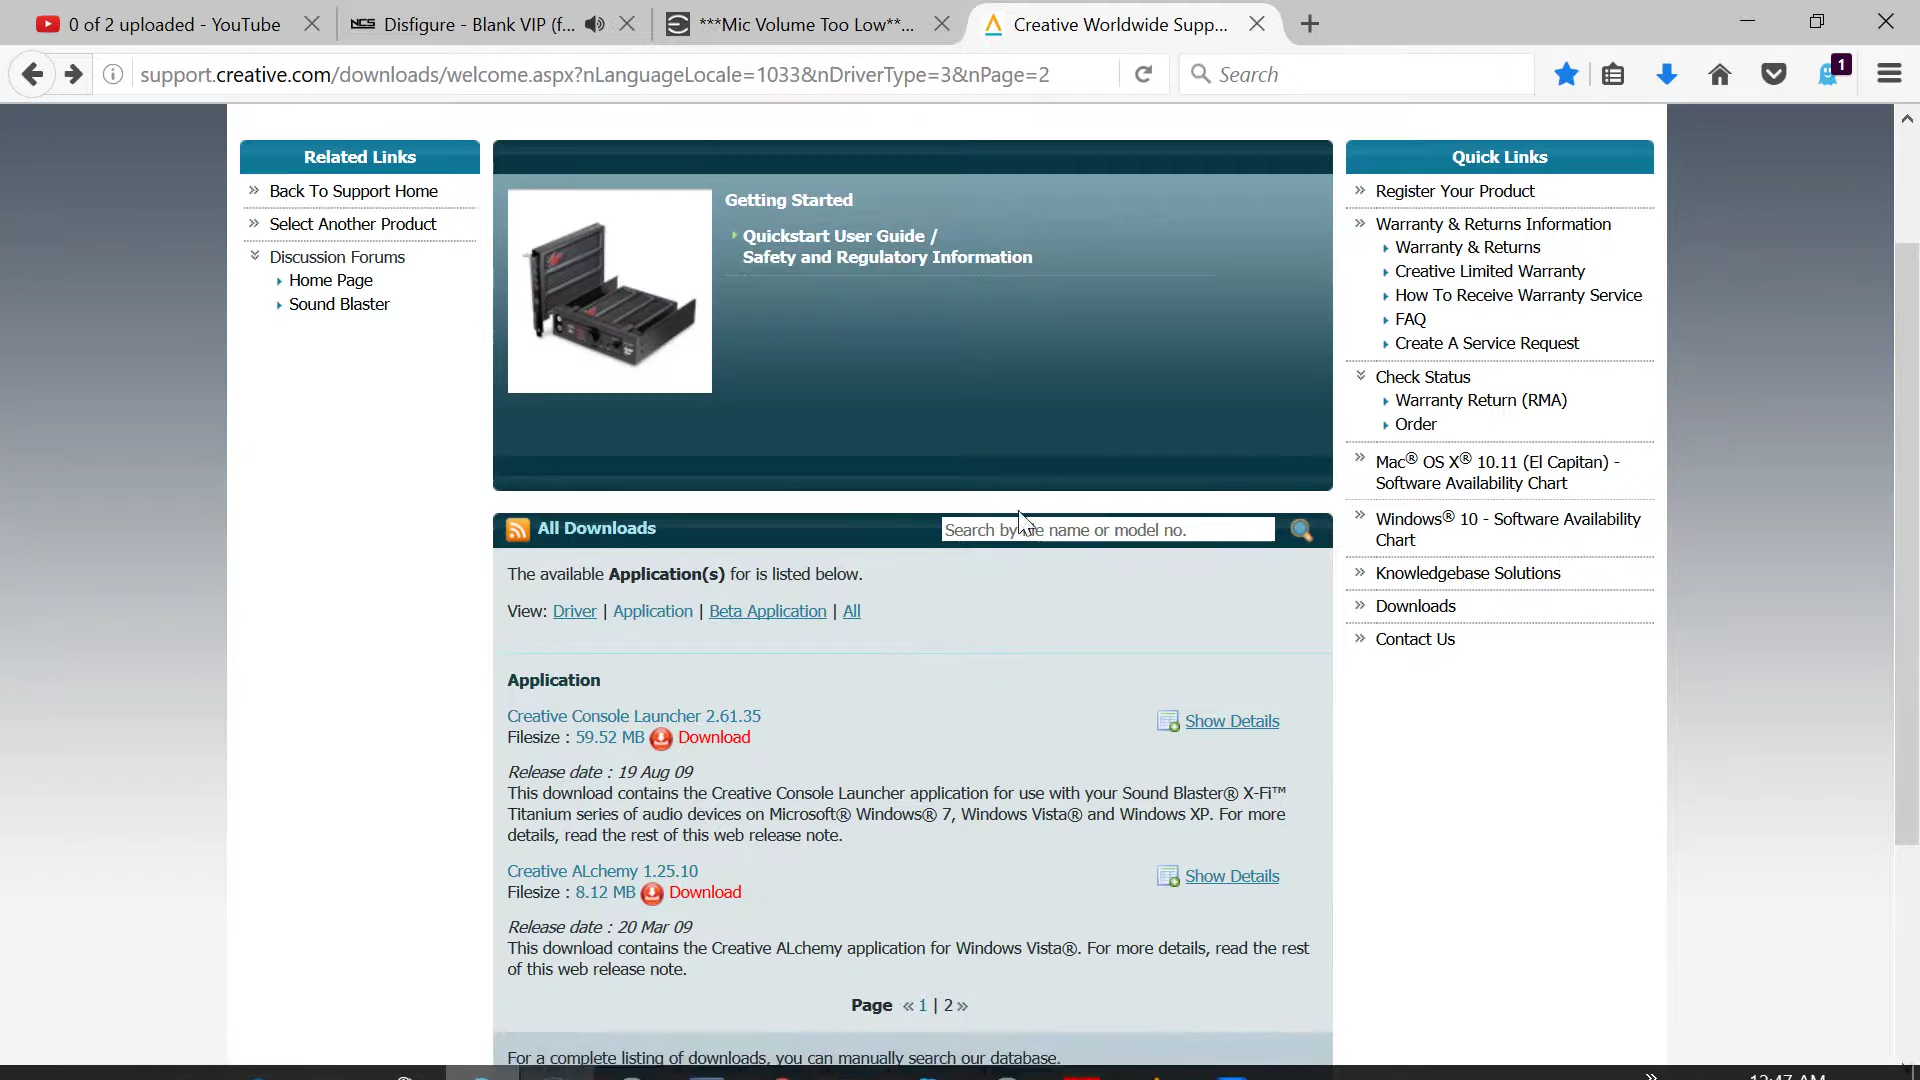 0 of 2 uploaded - YouTube
NCS Disfigure - Blank VIP (f...
***Mic Volume Too Low**...
Creative Worldwide Supp...
support.creative.com/downloads/welcome.aspx?nLanguageLocale=1033&nDriverType=3&nPage=2
Search
1
Related Links
Back To Support Home
Select Another Product
Discussion Forums
Home Page
Sound Blaster
Getting Started
Quickstart User Guide /
Safety and Regulatory Information
Quick Links
Register Your Product
Warranty & Returns Information
Warranty & Returns
Creative Limited Warranty
How To Receive Warranty Service
FAQ
Create A Service Request
Check Status
Warranty Return (RMA)
Order
Mac® OS X® 10.11 (El Capitan) -
Software Availability Chart
Windows® 10 - Software Availability
Chart
Knowledgebase Solutions
Downloads
Contact Us
All Downloads
Search by name or model no.
The available Application(s) for is listed below.
View: Driver | Application | Beta Application | All
Application
Creative Console Launcher 2.61.35
Show Details
Filesize : 59.52 MB Download
Release date : 19 Aug 09
This download contains the Creative Console Launcher application for use with your Sound Blaster® X-Fi™
Titanium series of audio devices on Microsoft® Windows® 7, Windows Vista® and Windows XP. For more
details, read the rest of this web release note.
Creative ALchemy 1.25.10
Show Details
Filesize : 8.12 MB Download
Release date : 20 Mar 09
This download contains the Creative ALchemy application for Windows Vista®. For more details, read the rest
of this web release note.
Page « 1 | 2 »
For a complete listing of downloads, you can manually search our database.
12:47 AM